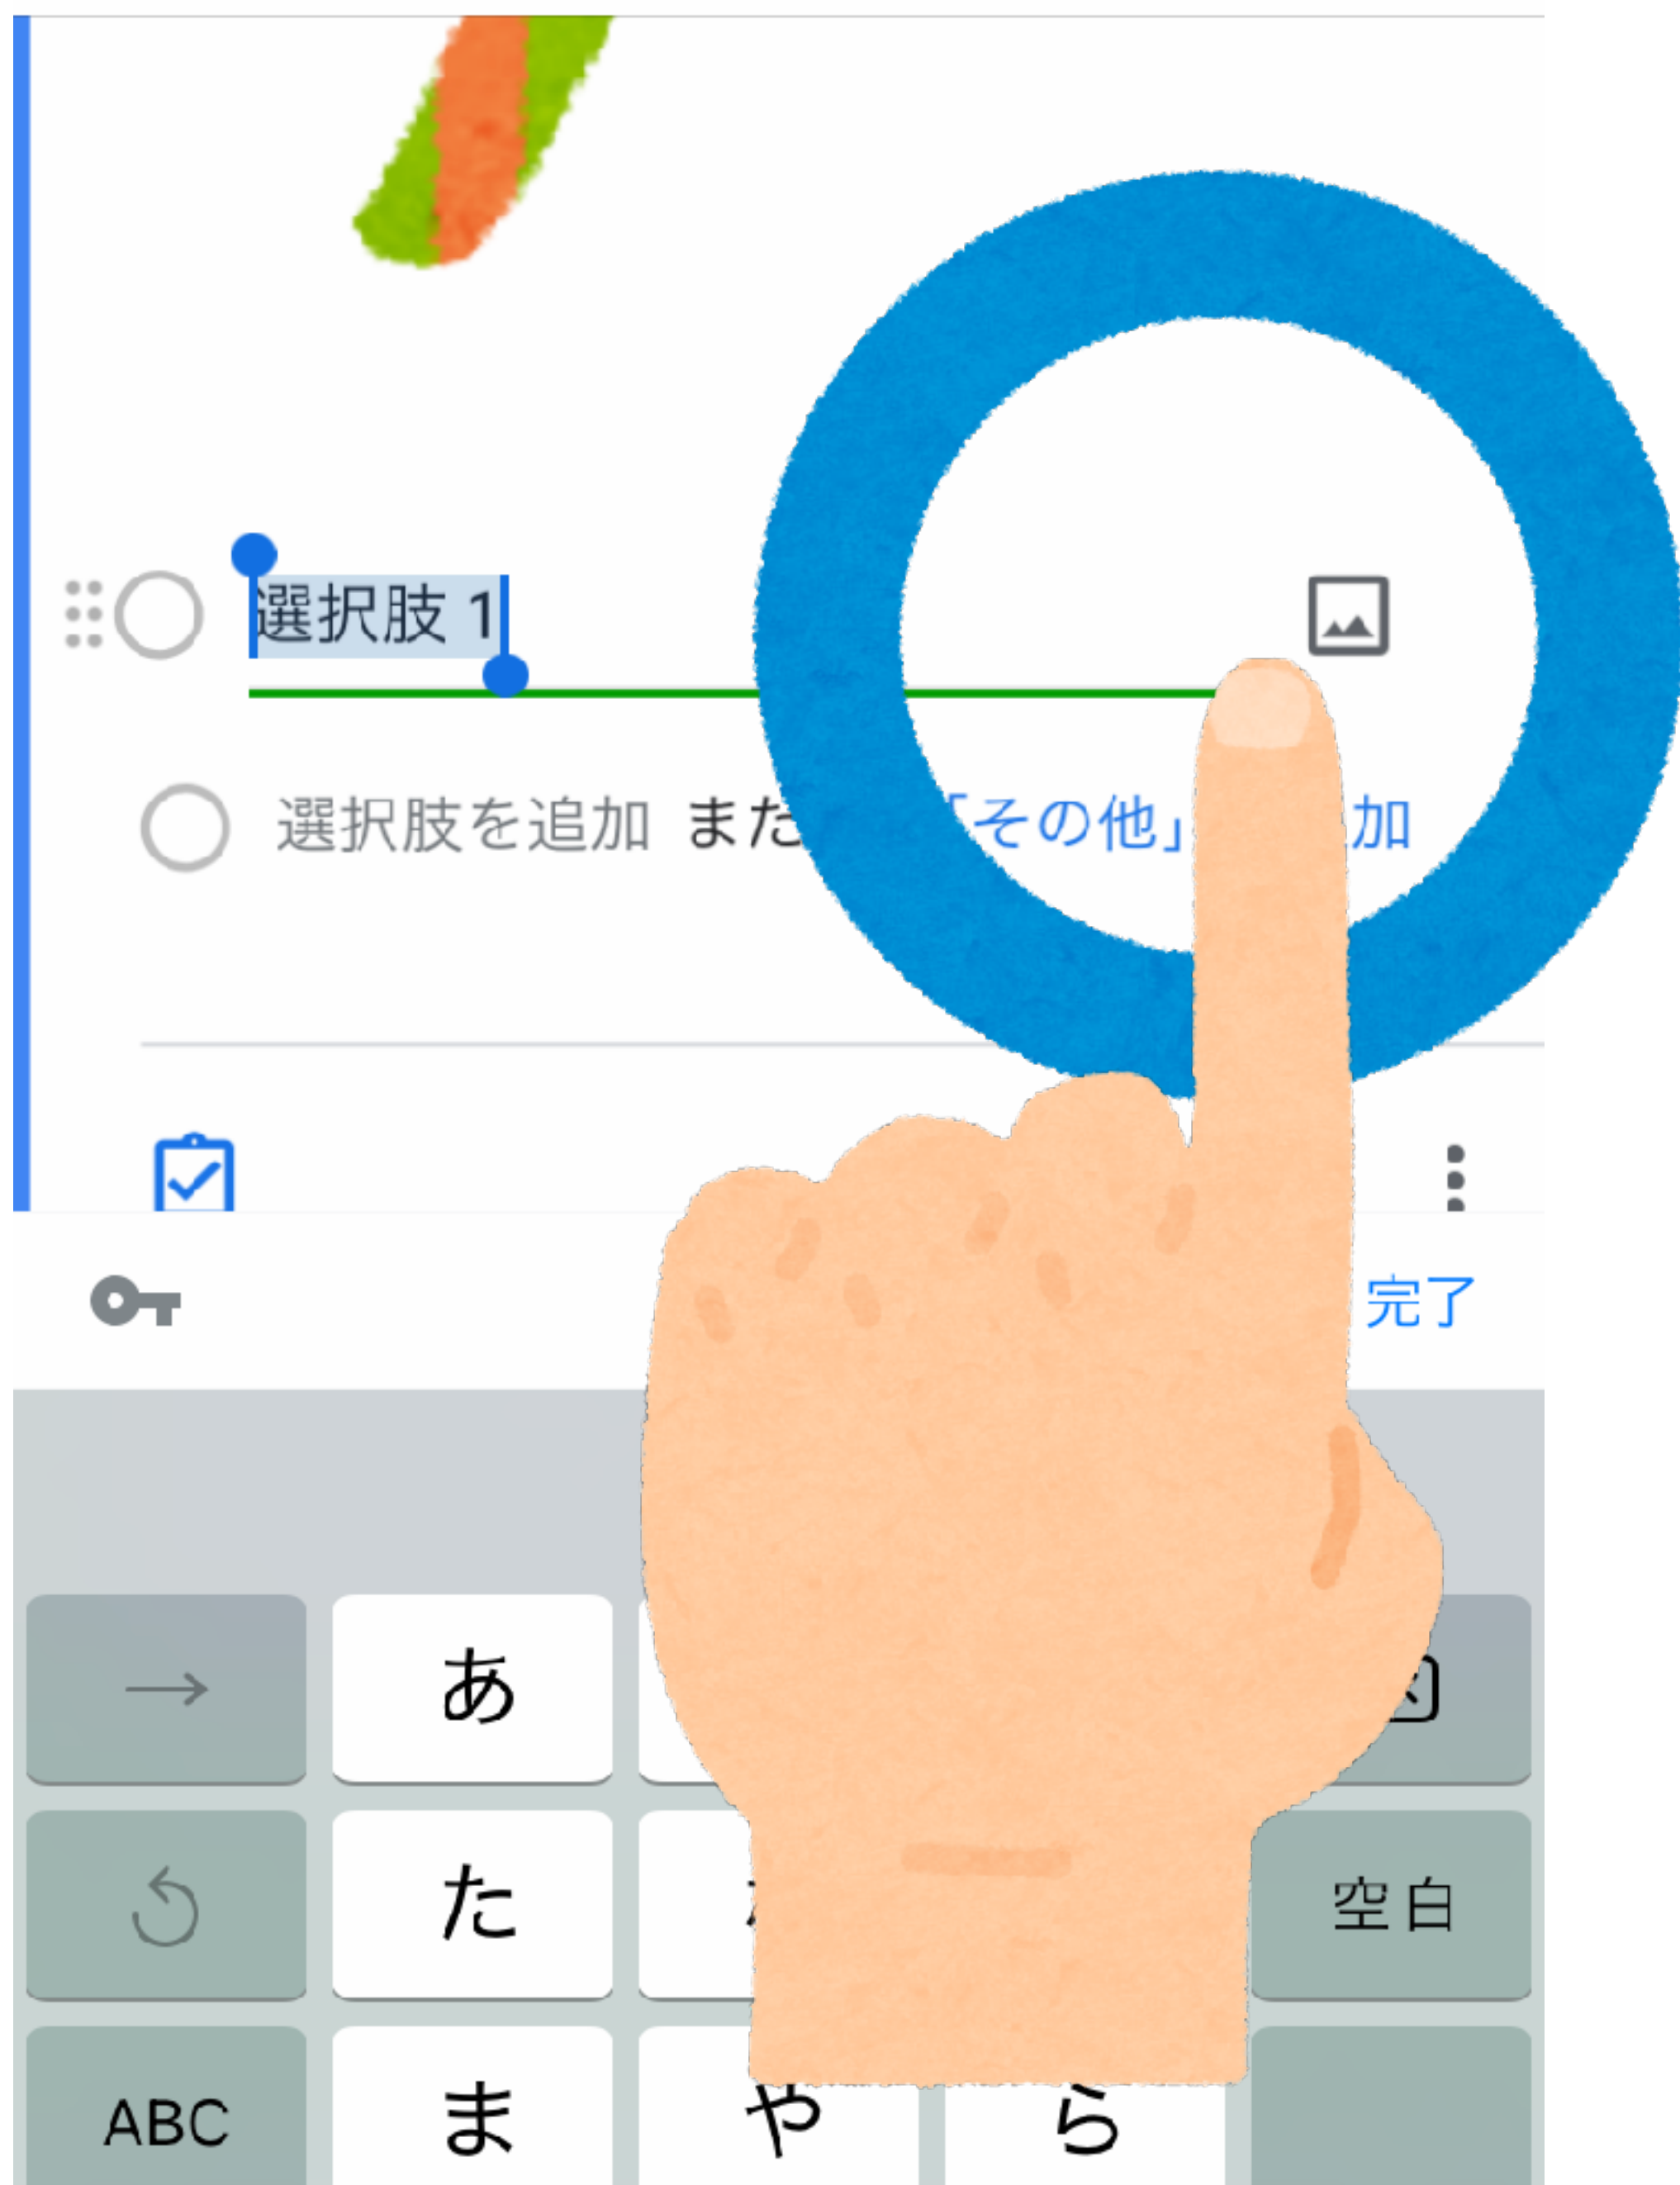 選択肢 1
選択肢を追加 また 「その他」 加
完了
あ
た
空白
ABC ま や ら